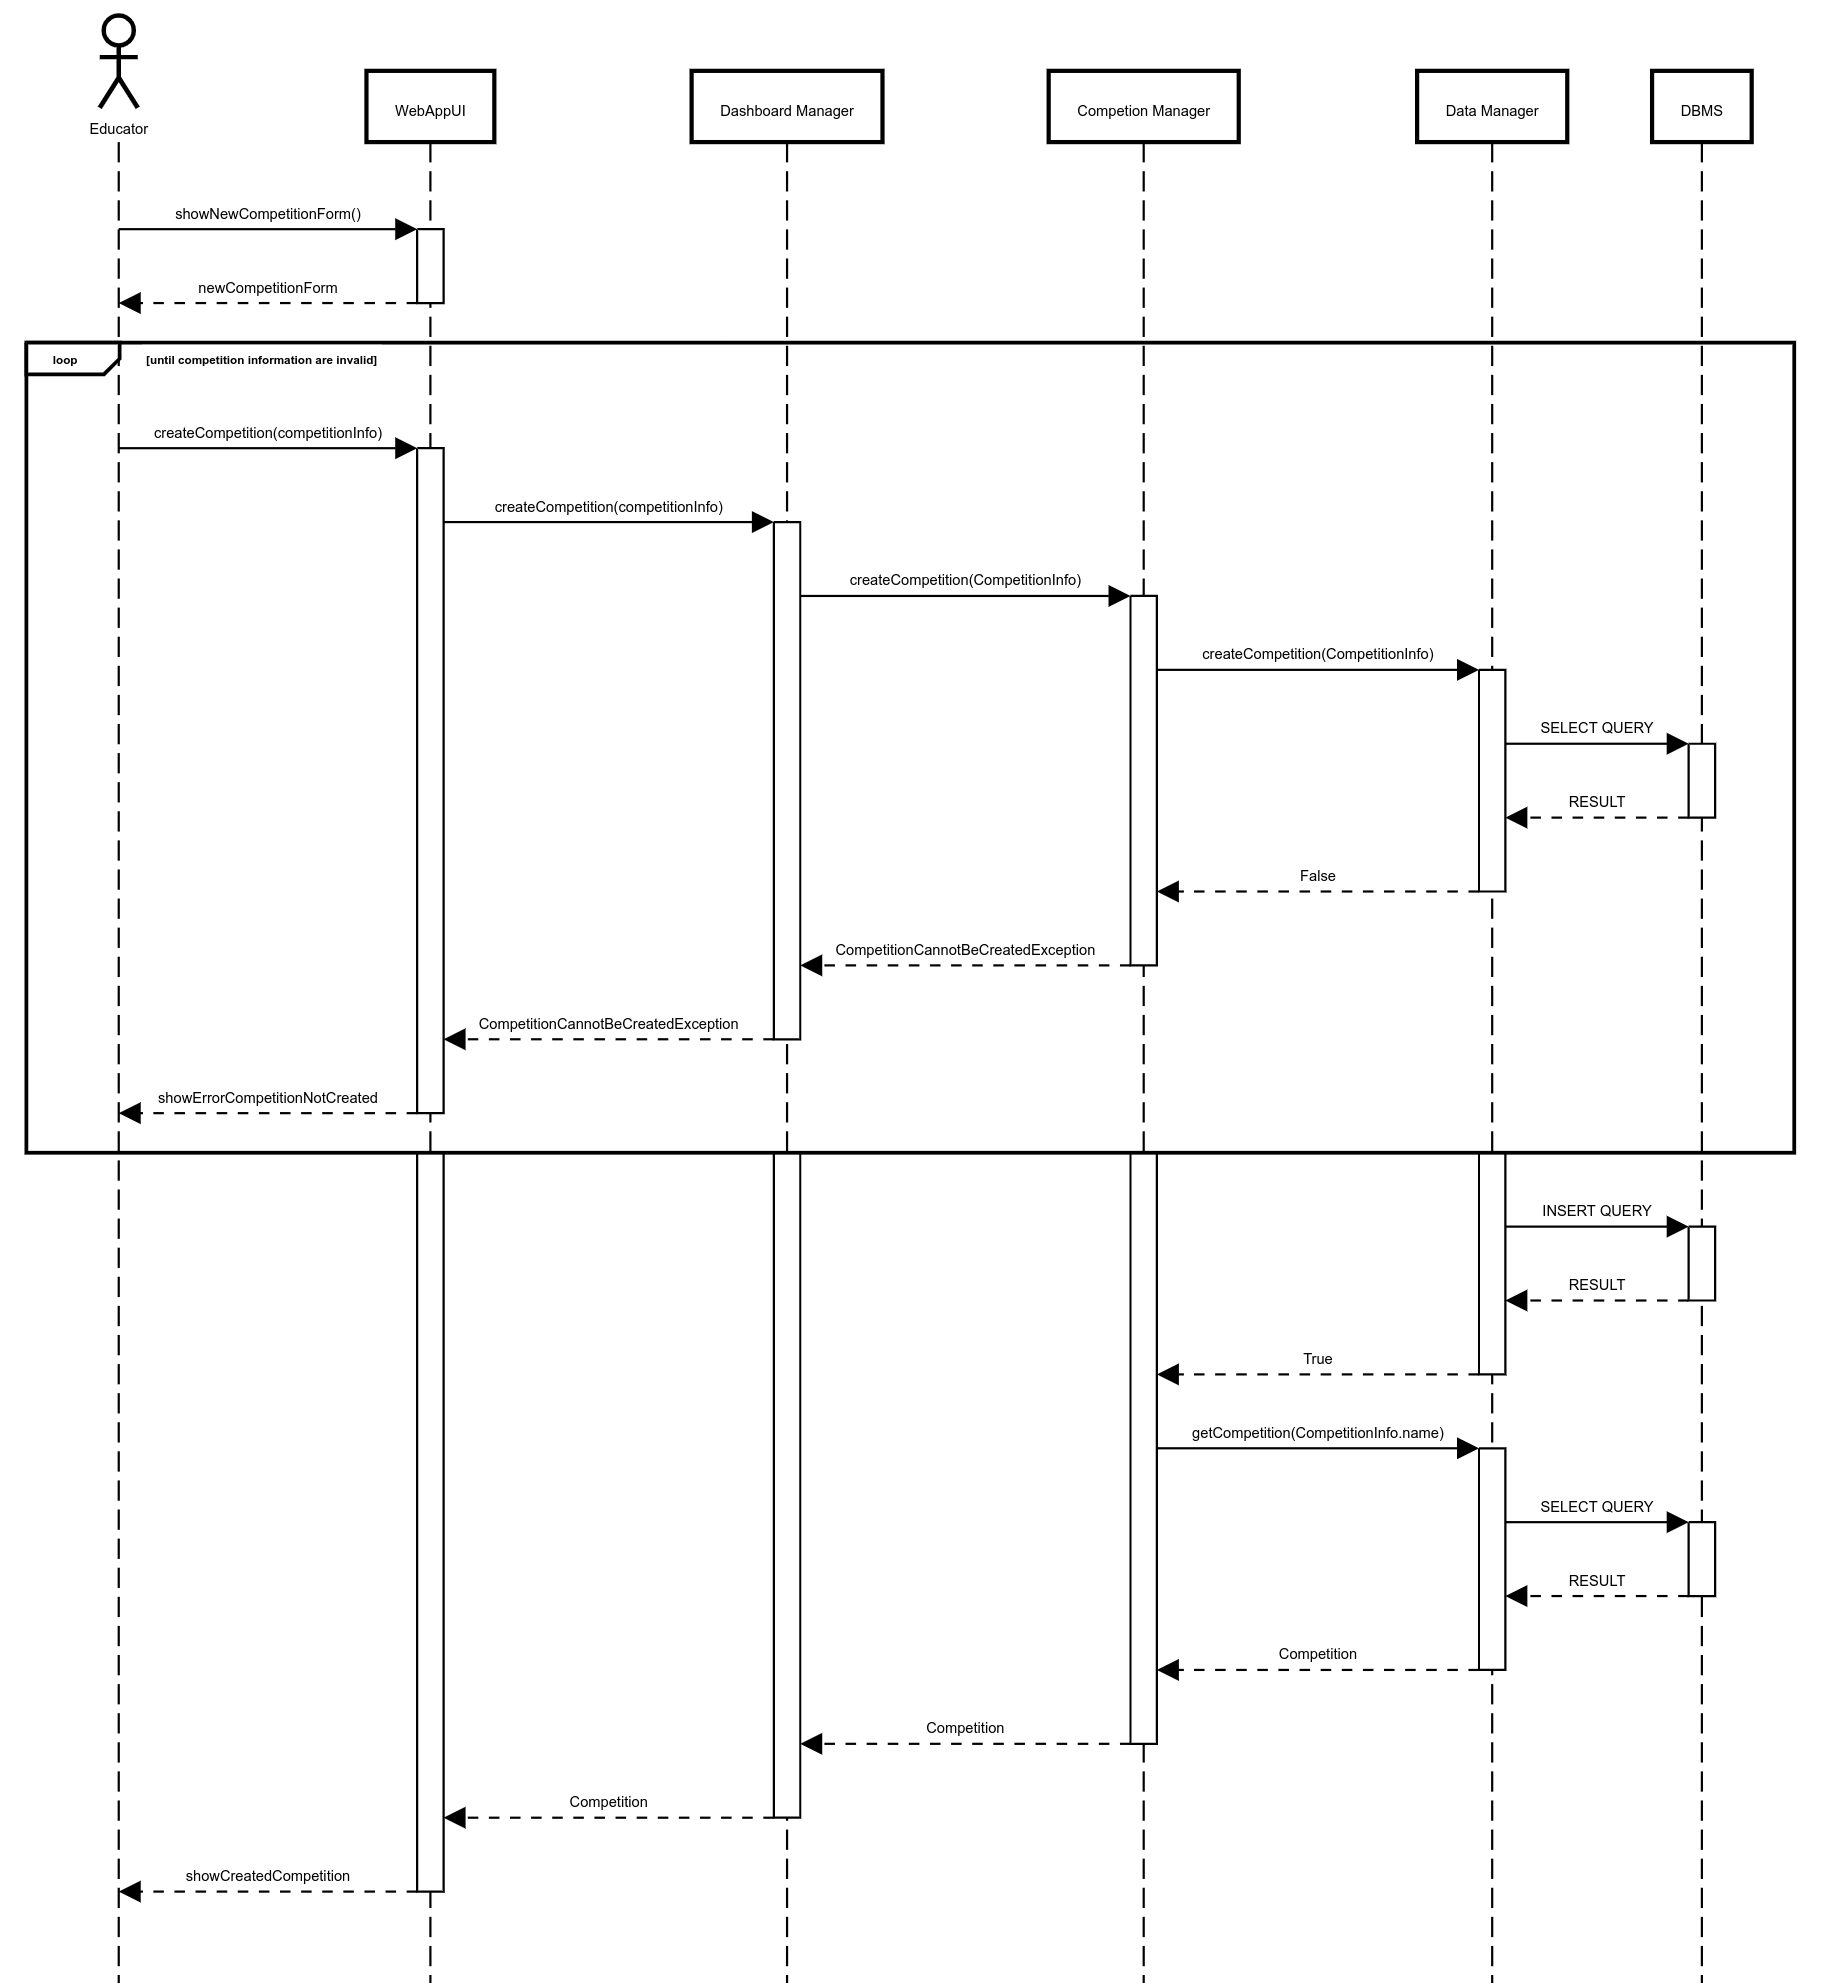 Educator
WebAppUI
Dashboard Manager
Competion Manager
Data Manager
DBMS
showNewCompetitionForm()
newCompetitionForm
loop
[until competition information are invalid]
createCompetition(competitionInfo)
createCompetition(competitionInfo)
createCompetition(CompetitionInfo)
createCompetition(CompetitionInfo)
SELECT QUERY
RESULT
False
CompetitionCannotBeCreatedException
CompetitionCannotBeCreatedException
showErrorCompetitionNotCreated
INSERT QUERY
RESULT
True
getCompetition(CompetitionInfo.name)
SELECT QUERY
RESULT
Competition
Competition
Competition
showCreatedCompetition